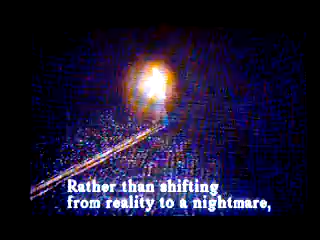 Rather than shifting
from reality to a nightmare,